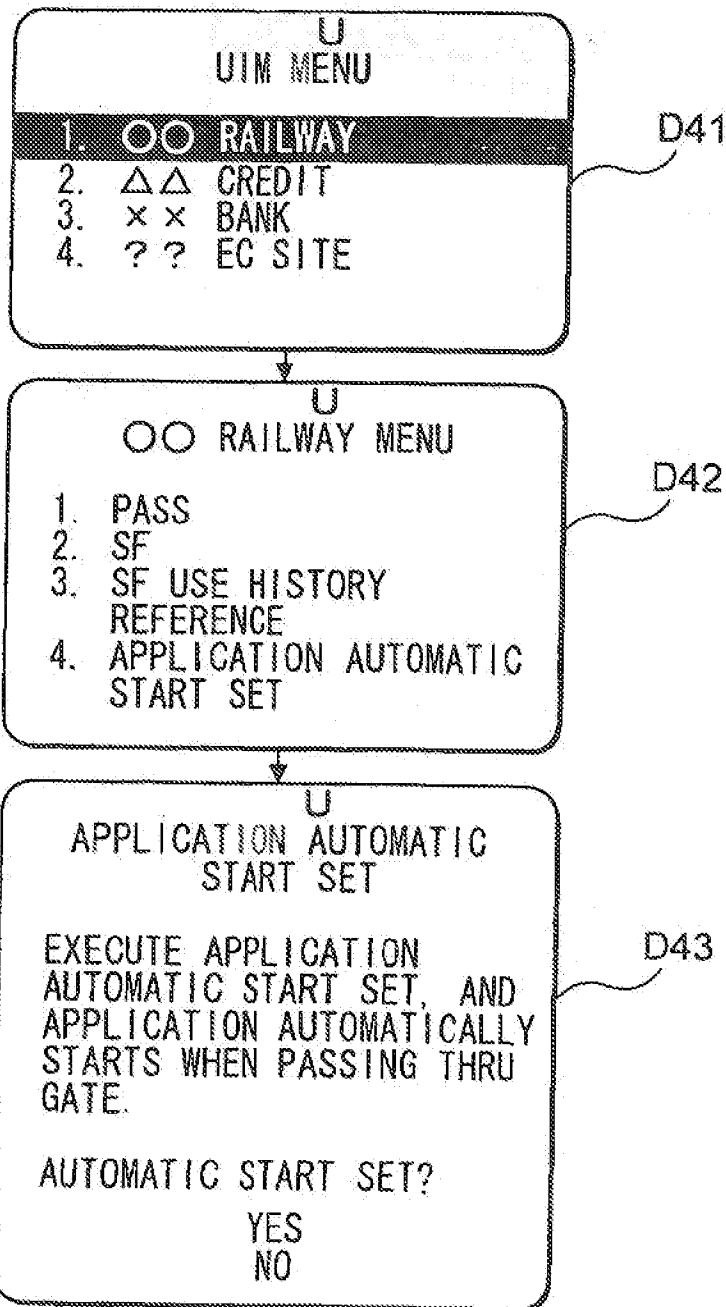 U
UIM MENU
1. ○○ RAILWAY
2. △△ CREDIT
3. ×× BANK
4. ?? EC SITE
D41
U
○○ RAILWAY MENU
1. PASS
2. SF
3. SF USE HISTORY
REFERENCE
4. APPLICATION AUTOMATIC
START SET
D42
U
APPLICATION AUTOMATIC
START SET
EXECUTE APPLICATION
AUTOMATIC START SET, AND
APPLICATION AUTOMATICALLY
STARTS WHEN PASSING THRU
GATE.
AUTOMATIC START SET?
YES
NO
D43